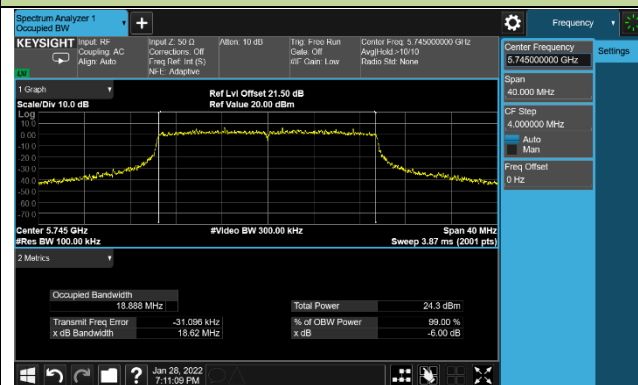 Spectrum Analyzer 1
Occupied BW
Frequency
KEYSIGHT
Input: RF
Coupling: AC
Align: Auto
Input Z: 50 Ω
Corrections: Off
Freq Ref: Int (S)
NFE: Adaptive
Atten: 10 dB
Trig: Free Run
Gate: Off
#IF Gain: Low
Center Freq: 5.745000000 GHz
Avg|Hold:>10/10
Radio Std: None
LXI
Center Frequency
5.745000000 GHz
Settings
Span
40.000 MHz
CF Step
4.000000 MHz
Auto
Man
Freq Offset
0 Hz
1 Graph
Scale/Div 10.0 dB
Ref Lvl Offset 21.50 dB
Ref Value 20.00 dBm
Log
10.0
0.00
-10.0
-20.0
-30.0
-40.0
-50.0
-60.0
-70.0
Center 5.745 GHz
#Video BW 300.00 kHz
Span 40 MHz
#Res BW 100.00 kHz
Sweep 3.87 ms (2001 pts)
2 Metrics
Occupied Bandwidth
18.888 MHz
Total Power 24.3 dBm
Transmit Freq Error -31.096 kHz
% of OBW Power 99.00 %
x dB Bandwidth 18.62 MHz
x dB -6.00 dB
?
Jan 28, 2022
7:11:09 PM